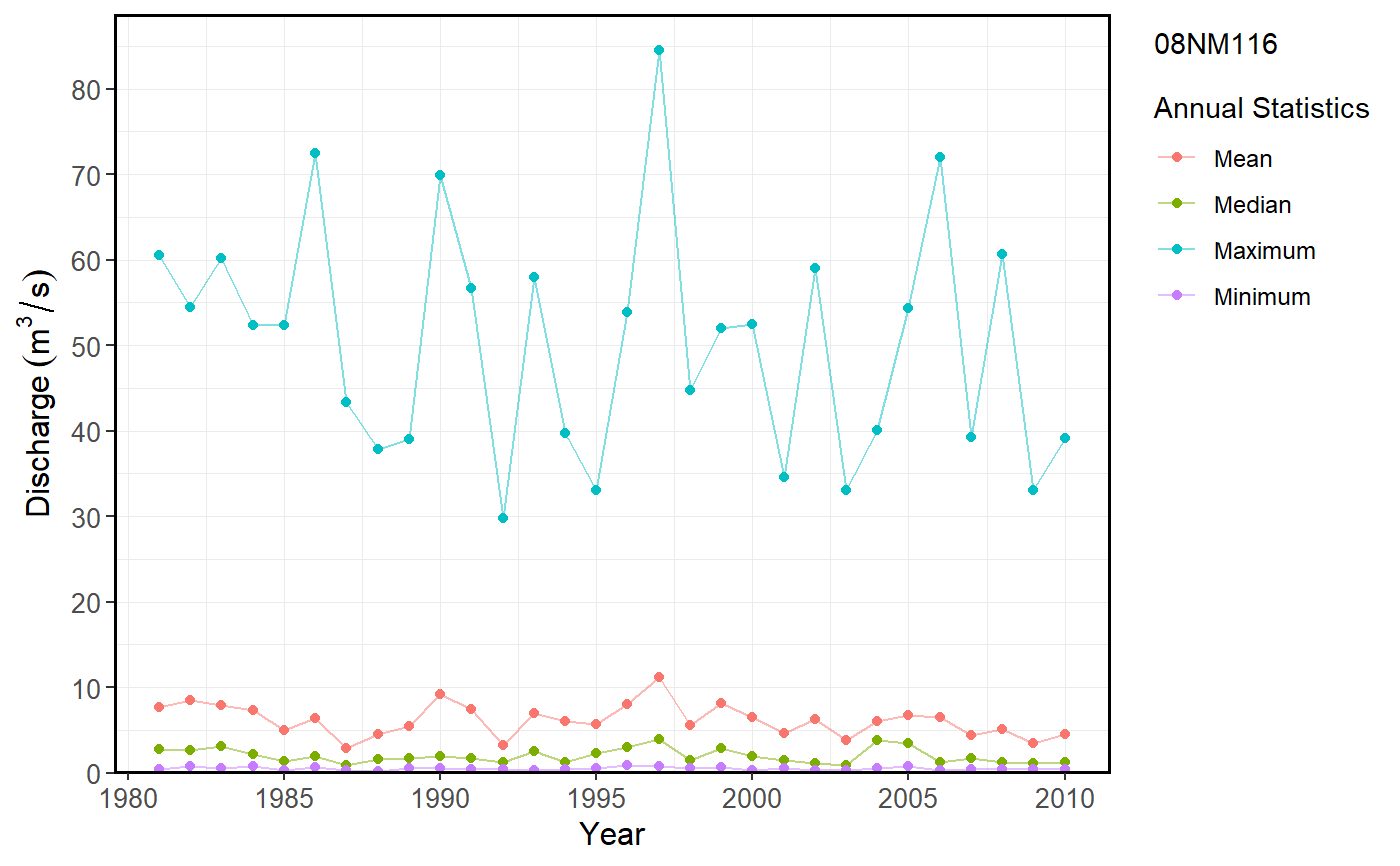 08NM116
Annual Statistics
Mean
Median
Maximum
Minimum
Discharge (m³/s)
80
70
60
50
40
30
20
10
0
1980 1985 1990 1995 2000 2005 2010
Year